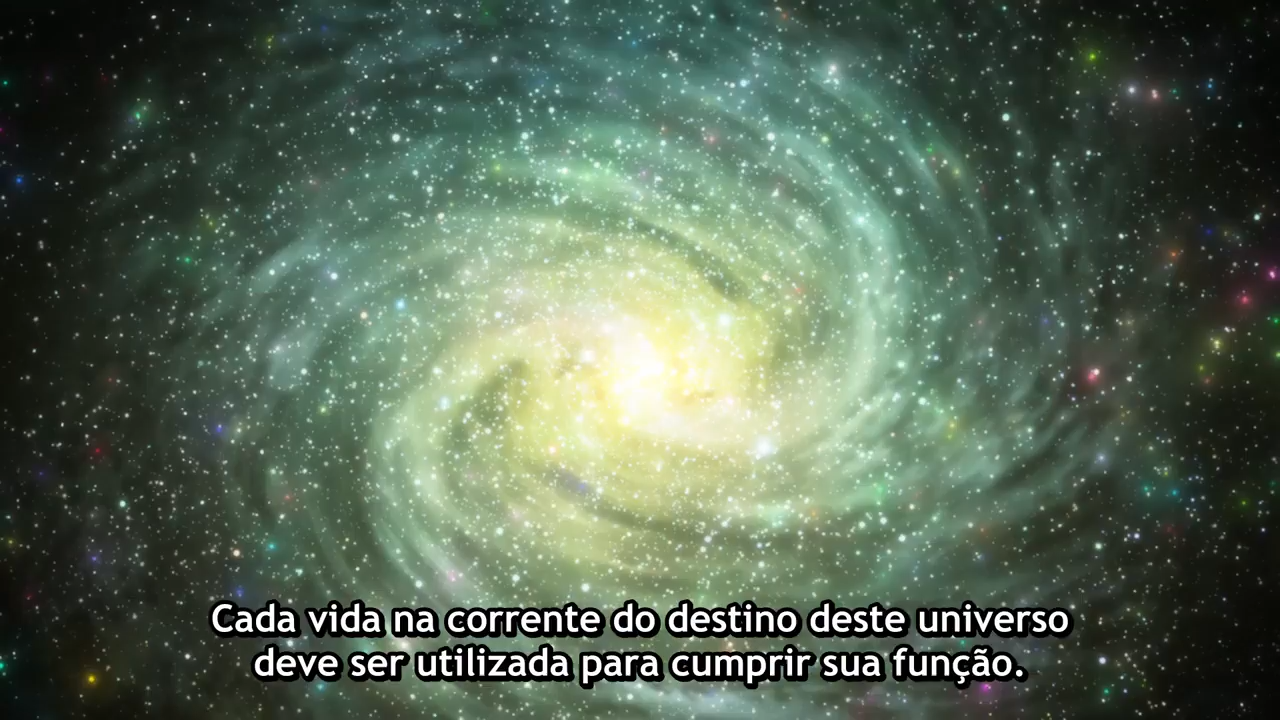 Cada vida na corrente do destino deste universo
deve ser utilizada para cumprir sua função.